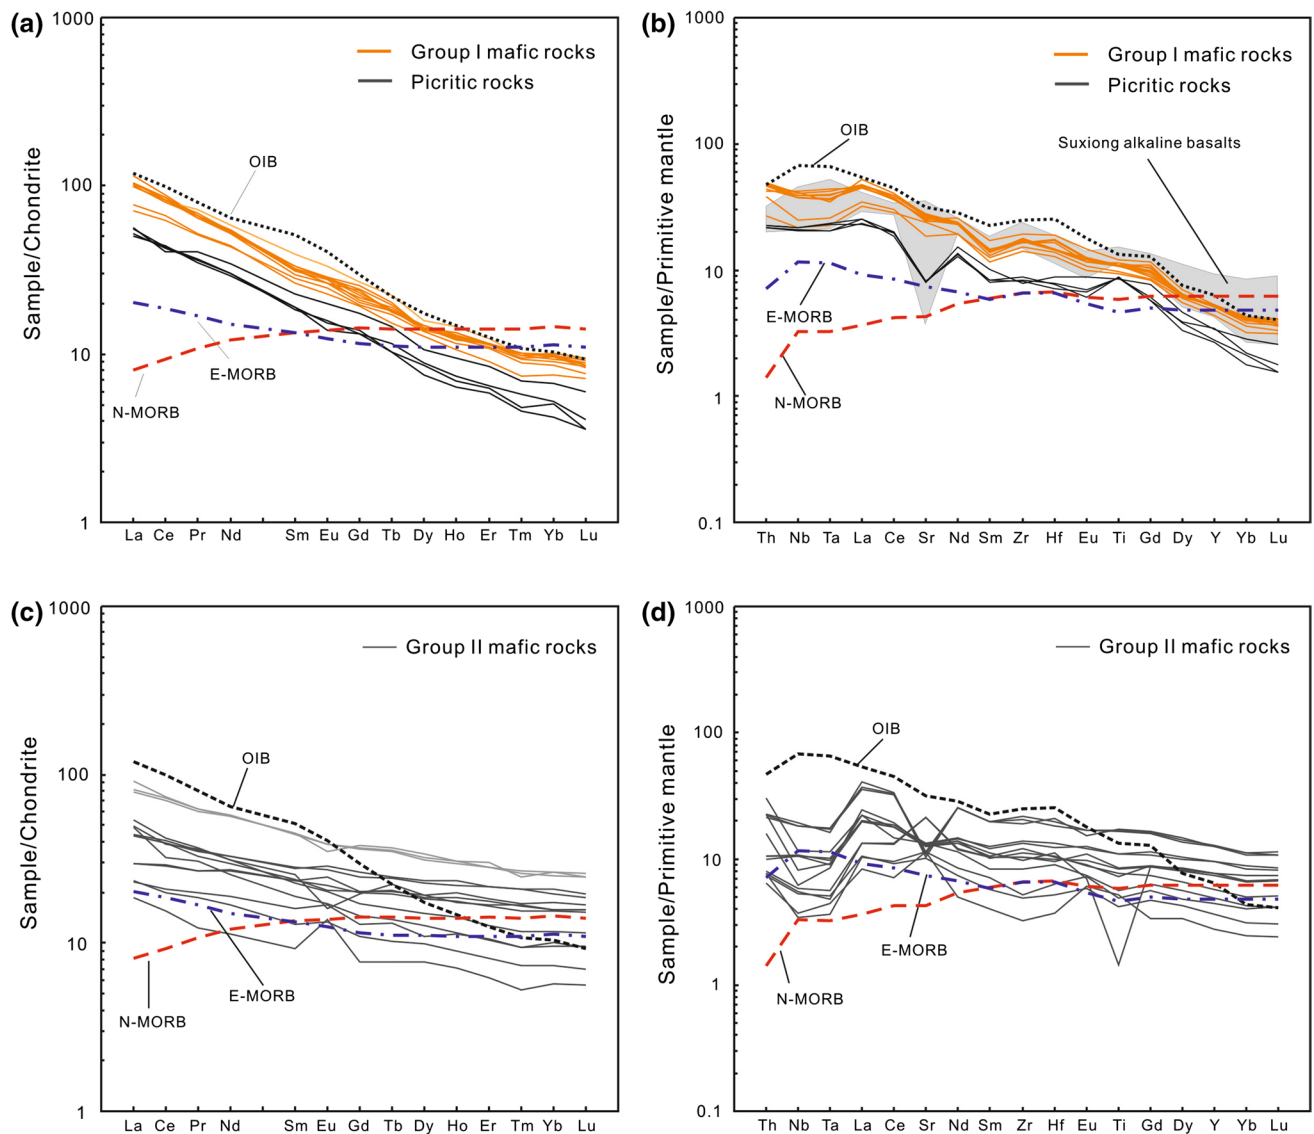 (a)
1000
100
10
1
Sample/Chondrite
Group I mafic rocks
Picritic rocks
OIB
E-MORB
N-MORB
La Ce Pr Nd Sm Eu Gd Tb Dy Ho Er Tm Yb Lu
(b)
1000
100
10
1
0.1
Sample/Primitive mantle
Group I mafic rocks
Picritic rocks
OIB
Suxiong alkaline basalts
E-MORB
N-MORB
Th Nb Ta La Ce Sr Nd Sm Zr Hf Eu Ti Gd Dy Y Yb Lu
(c)
1000
100
10
1
Sample/Chondrite
Group II mafic rocks
OIB
E-MORB
N-MORB
La Ce Pr Nd Sm Eu Gd Tb Dy Ho Er Tm Yb Lu
(d)
1000
100
10
1
0.1
Sample/Primitive mantle
Group II mafic rocks
OIB
E-MORB
N-MORB
Th Nb Ta La Ce Sr Nd Sm Zr Hf Eu Ti Gd Dy Y Yb Lu